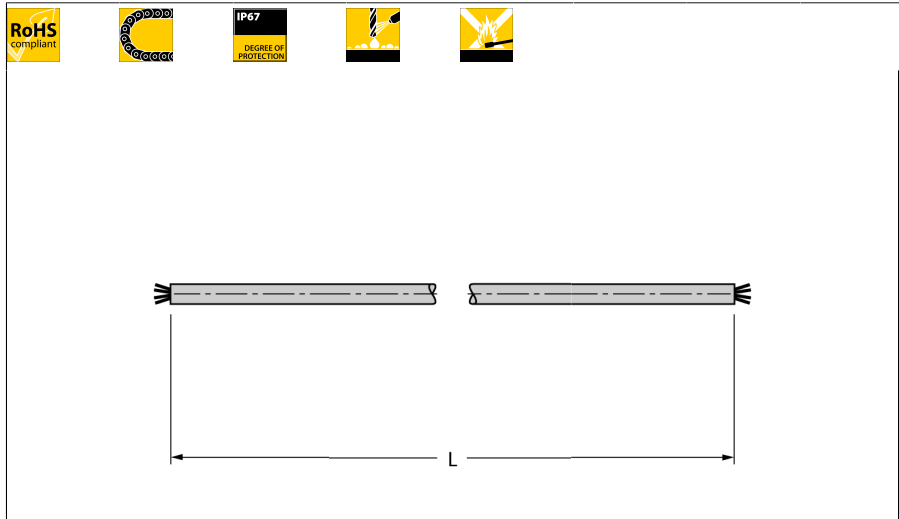 RoHS
compliant
IP67
DEGREE OF
PROTECTION
L